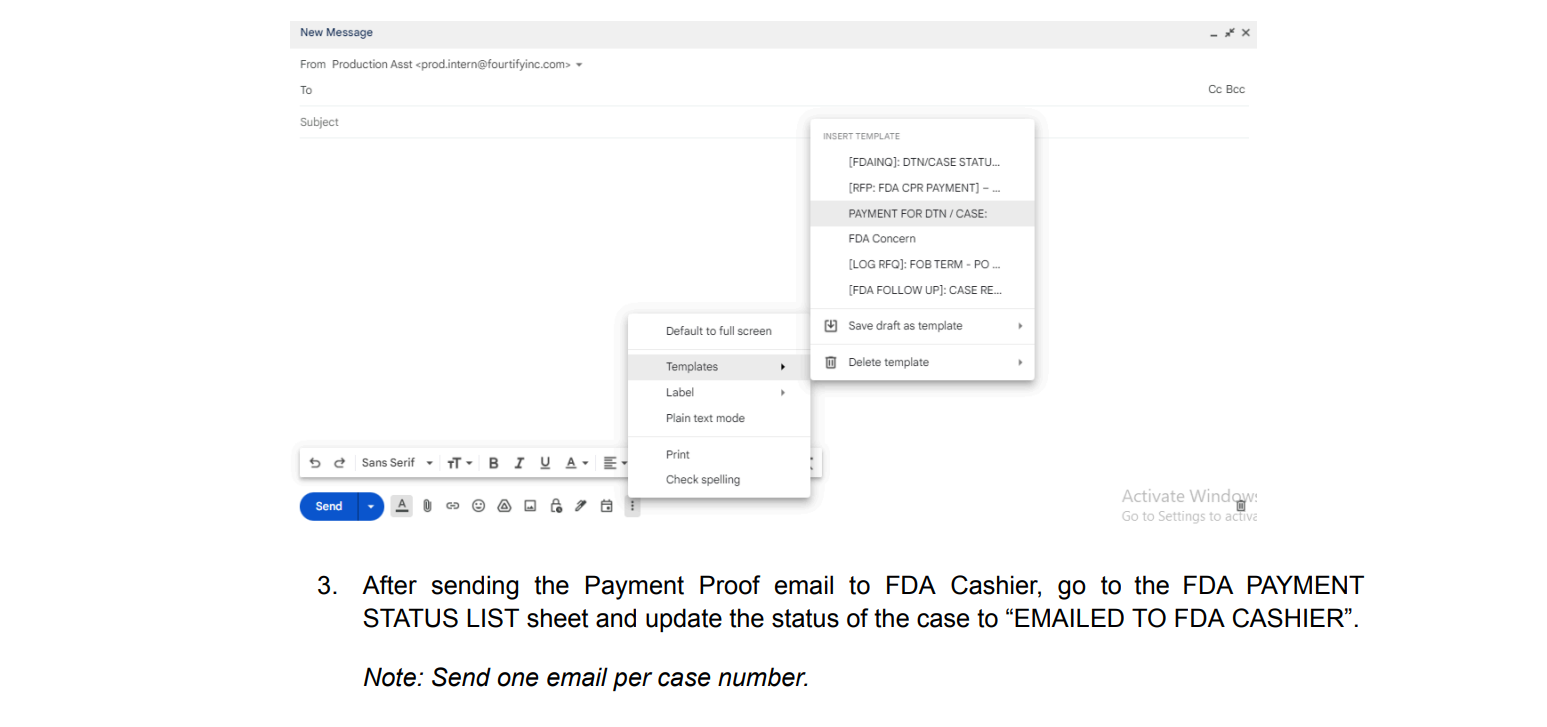 New Message
From Production Asst <prod.intern@fourtifyinc.com>
To
Cc Bcc
Subject
INSERT TEMPLATE
[FDAINQ]: DTN/CASE STATU...
[RFP: FDA CPR PAYMENT] – ...
PAYMENT FOR DTN / CASE:
FDA Concern
[LOG RFQ]: FOB TERM - PO ...
[FDA FOLLOW UP]: CASE RE...
Save draft as template
Delete template
Default to full screen
Templates
Label
Plain text mode
Print
Check spelling
Sans Serif
Send
Activate Windows
Go to Settings to activa
3. After sending the Payment Proof email to FDA Cashier, go to the FDA PAYMENT
STATUS LIST sheet and update the status of the case to “EMAILED TO FDA CASHIER”.
Note: Send one email per case number.